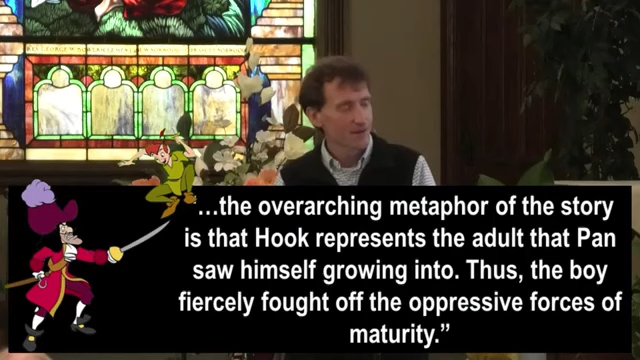 “…the overarching metaphor of the story
is that Hook represents the adult that Pan
saw himself growing into. Thus, the boy
fiercely fought off the oppressive forces of
maturity.”